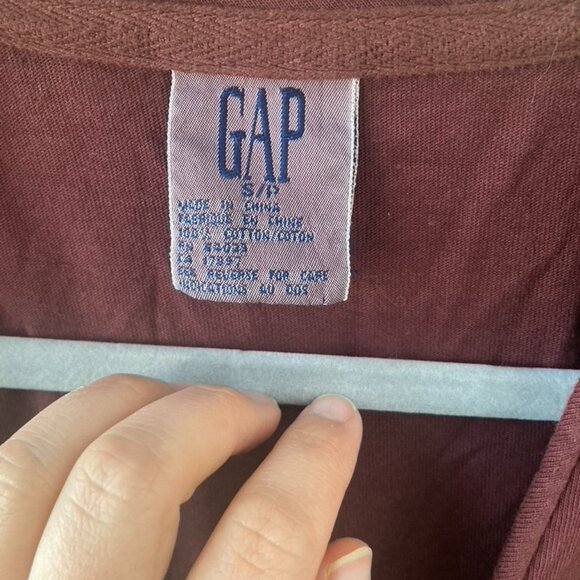 GAP
S/P
MADE IN CHINA
FABRIQUE EN CHINE
100% COTTON/COTON
RN 54023
CA 17897
SEE REVERSE FOR CARE
INDICATIONS AU DOS